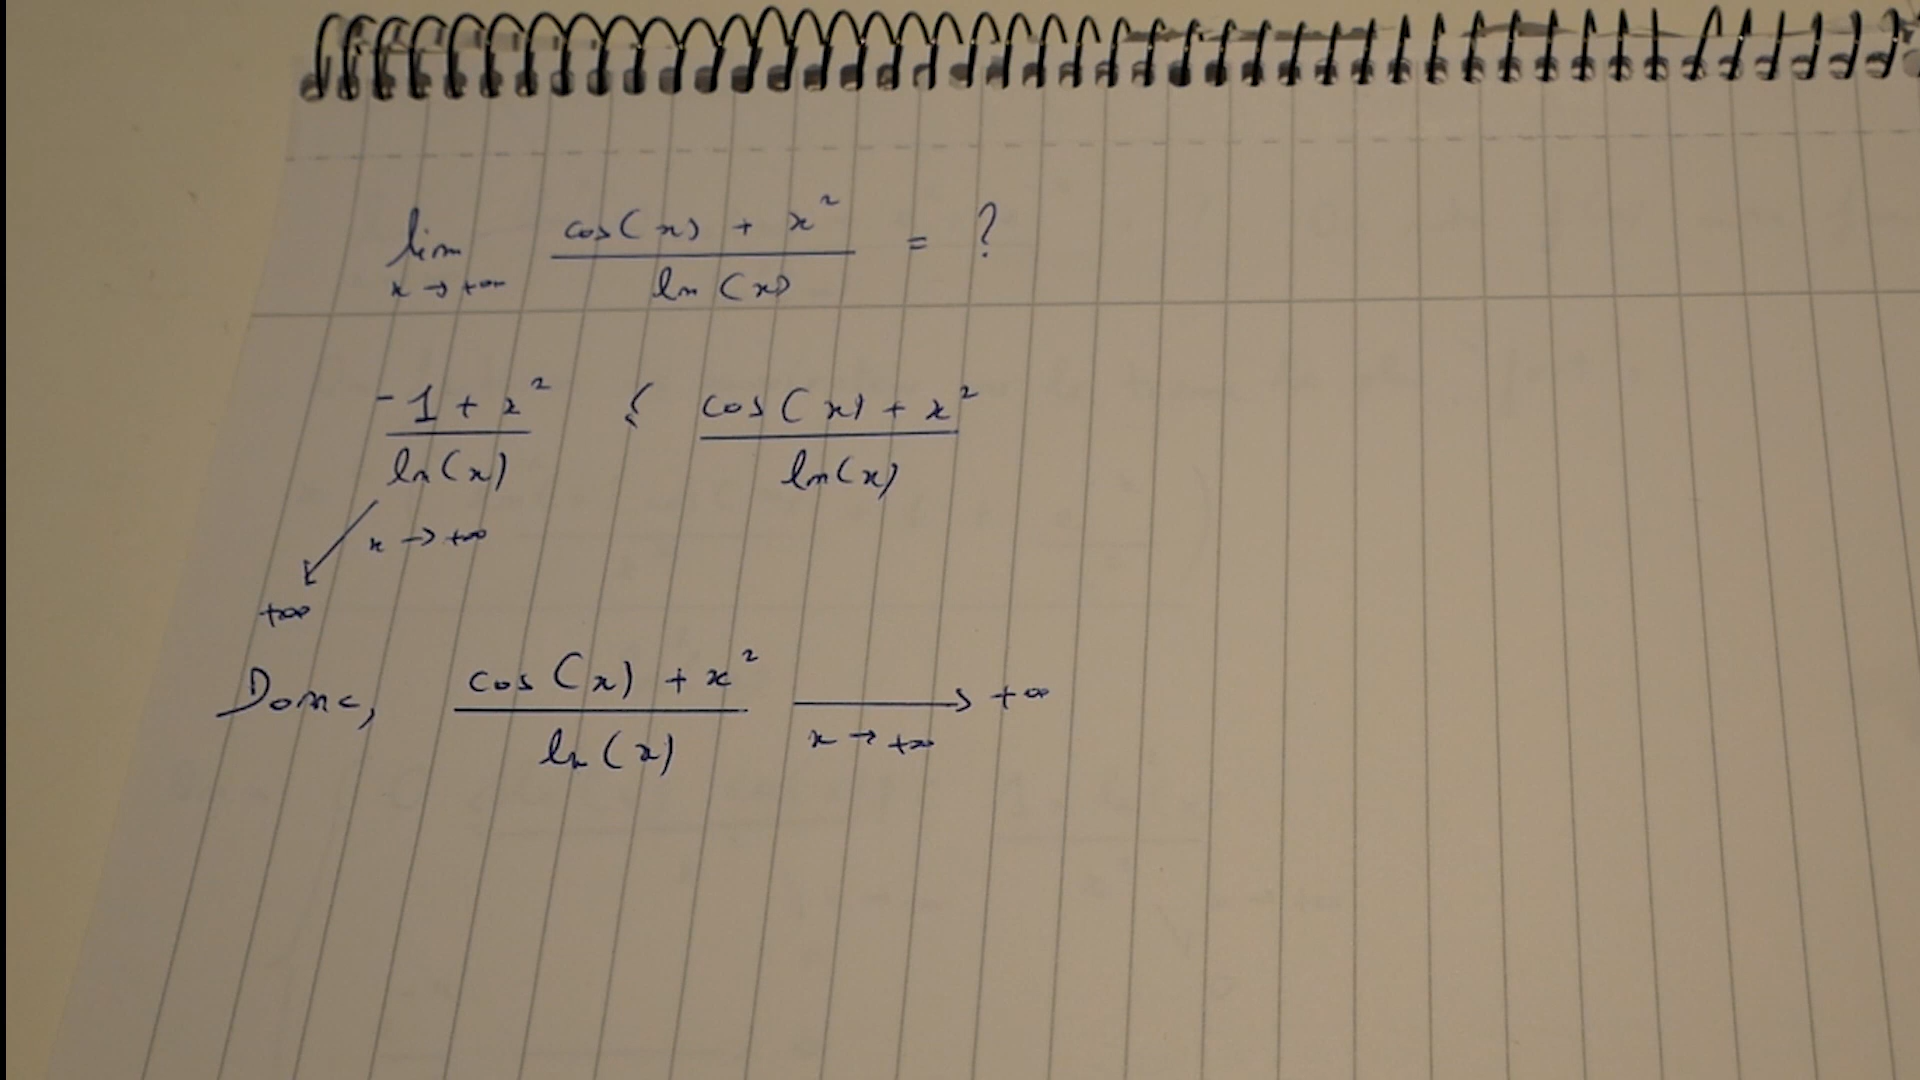 lim x→+∞ (cos(x) + x²)/(ln(x)) = ?
(-1 + x²)/(ln(x)) ≤ (cos(x) + x²)/(ln(x))
x → +∞
+∞
Donc, (cos(x) + x²)/(ln(x)) → x→+∞ +∞